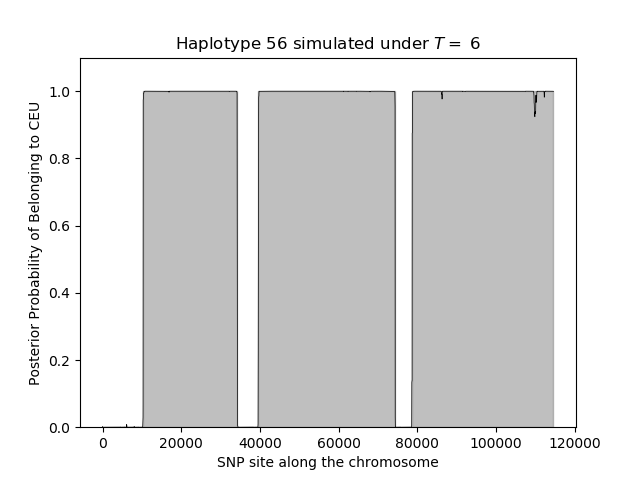 Haplotype 56 simulated under T = 6
Posterior Probability of Belonging to CEU
1.0
0.8
0.6
0.4
0.2
0.0
0 20000 40000 60000 80000 100000 120000
SNP site along the chromosome